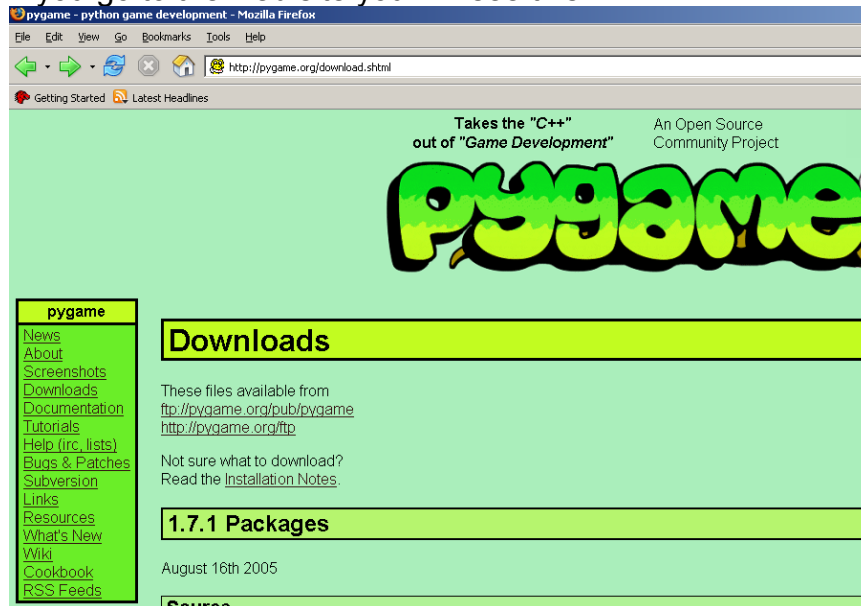 pygame - python game development - Mozilla Firefox
File Edit View Go Bookmarks Tools Help
http://pygame.org/download.shtml
Getting Started Latest Headlines
Takes the "C++"
out of "Game Development"
An Open Source
Community Project
pygame
pygame
News
About
Screenshots
Downloads
Documentation
Tutorials
Help (irc, lists)
Bugs & Patches
Subversion
Links
Resources
What's New
Wiki
Cookbook
RSS Feeds
Downloads
These files available from
ftp://pygame.org/pub/pygame
http://pygame.org/ftp
Not sure what to download?
Read the Installation Notes.
1.7.1 Packages
August 16th 2005
Source